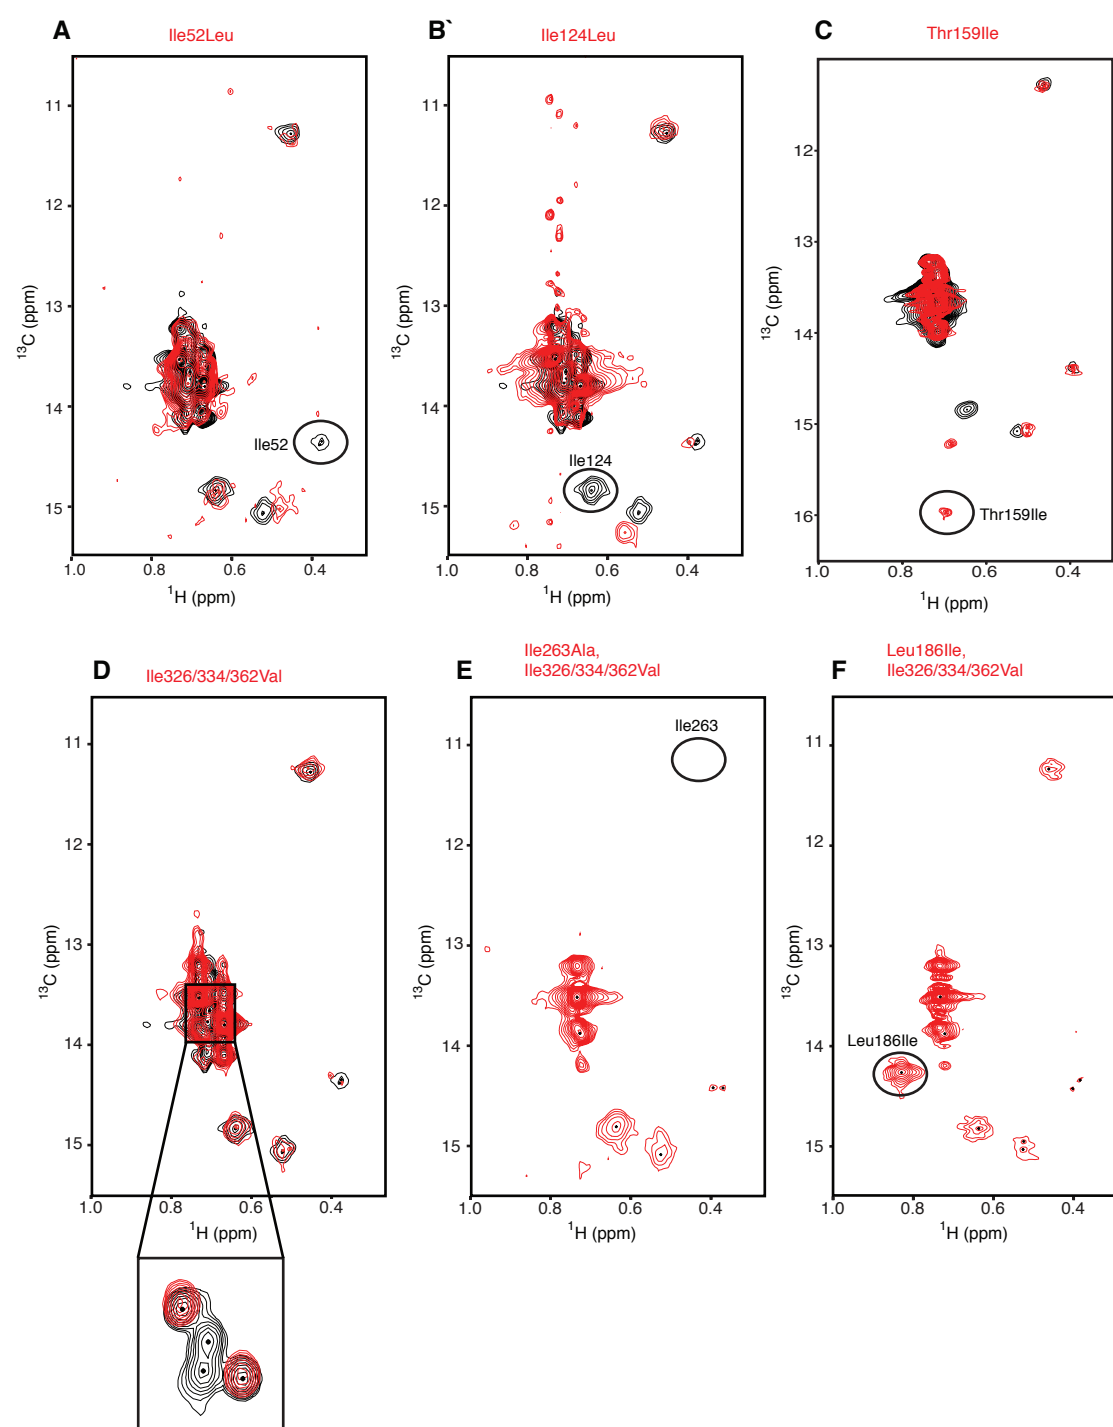 A
Ile52Leu
11
12
13
14
15
13C (ppm)
Ile52
1.0
0.8
0.6
0.4
1H (ppm)
B`
Ile124Leu
11
12
13
14
15
13C (ppm)
Ile124
1.0
0.8
0.6
0.4
1H (ppm)
C
Thr159Ile
12
13
14
15
16
13C (ppm)
Thr159Ile
1.0
0.8
0.6
0.4
1H (ppm)
D
Ile326/334/362Val
11
12
13
14
15
13C (ppm)
1.0
0.8
0.6
0.4
1H (ppm)
E
Ile263Ala,
Ile326/334/362Val
Ile263
11
12
13
14
15
13C (ppm)
1.0
0.8
0.6
0.4
1H (ppm)
F
Leu186Ile,
Ile326/334/362Val
11
12
13
14
15
13C (ppm)
Leu186Ile
1.0
0.8
0.6
0.4
1H (ppm)